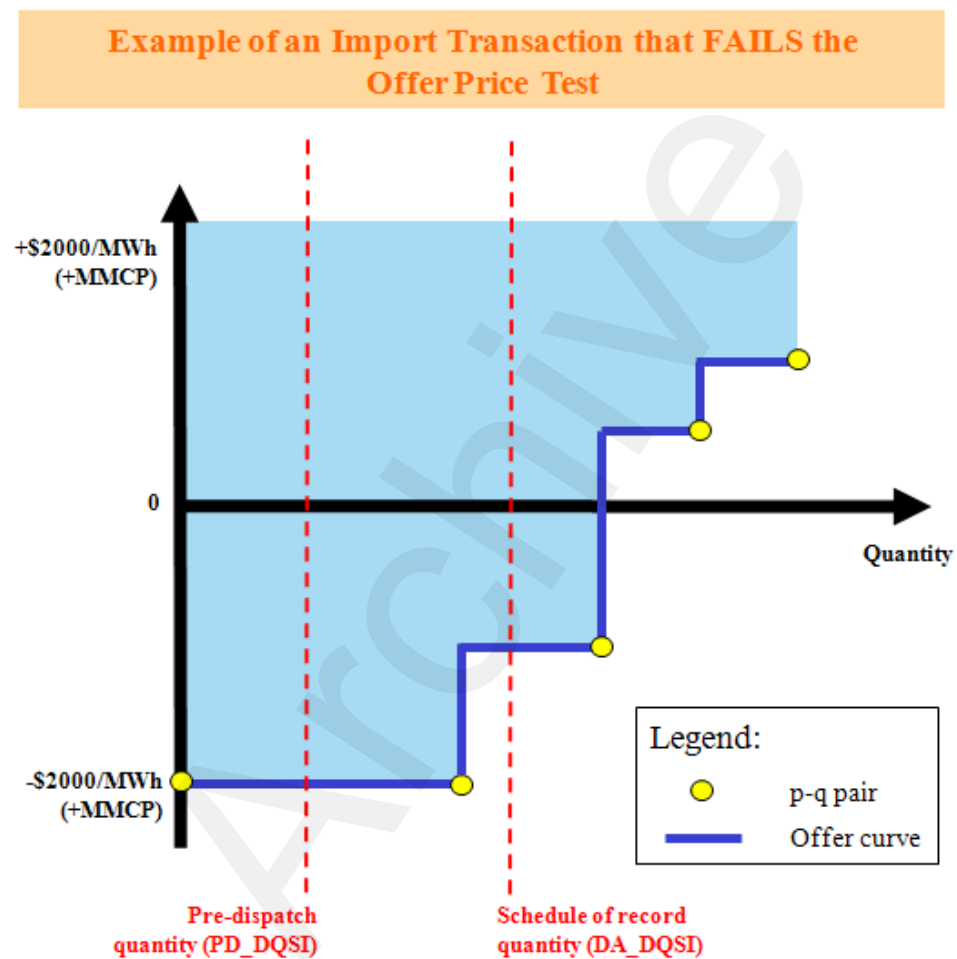 Example of an Import Transaction that FAILS the
Offer Price Test
+$2000/MWh
(+MMCP)
0
Quantity
-$2000/MWh
(+MMCP)
Legend:
p-q pair
Offer curve
Pre-dispatch
quantity (PD_DQSI)
Schedule of record
quantity (DA_DQSI)
Archive